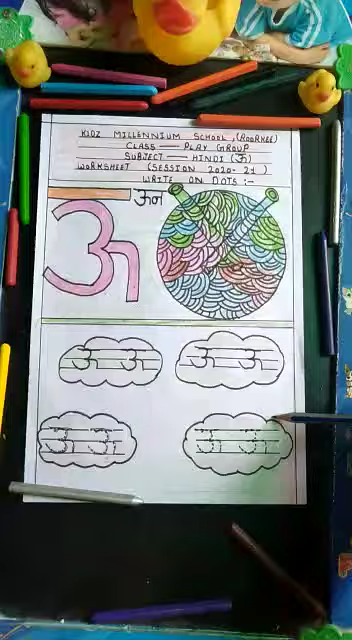 KIDZ MILLENNIUM SCHOOL, (ROORKEE)
CLASS — PLAY GROUP
SUBJECT — HINDI (ऊ)
WORKSHEET (SESSION 2020-21)
WRITE ON DOTS :-
ऊ ऊन
ऊ ऊ ऊ ऊ
ऊ ऊ ऊ ऊ